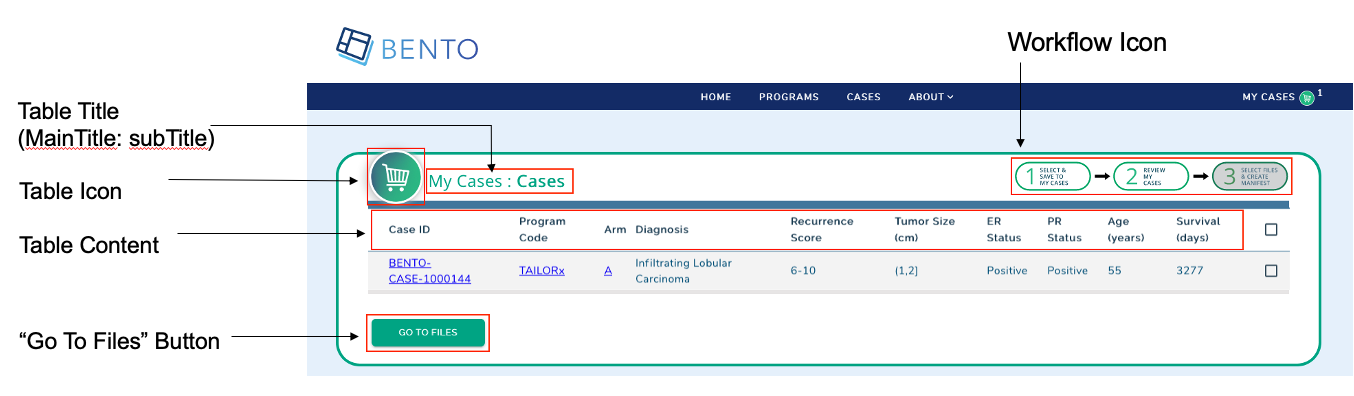 BENTO
Workflow Icon
HOME PROGRAMS CASES ABOUT MY CASES 1
Table Title
(MainTitle: subTitle)
Table Icon
Table Content
“Go To Files” Button
My Cases : Cases
1 SELECT &
SAVE TO
MY CASES
2 REVIEW
MY
CASES
3 SELECT FILES
& CREATE
MANIFEST
Case ID
Program
Code
Arm
Diagnosis
Recurrence
Score
Tumor Size
(cm)
ER
Status
PR
Status
Age
(years)
Survival
(days)
BENTO-
CASE-1000144
TAILORx
A
Infiltrating Lobular
Carcinoma
6-10
(1,2]
Positive
Positive
55
3277
GO TO FILES